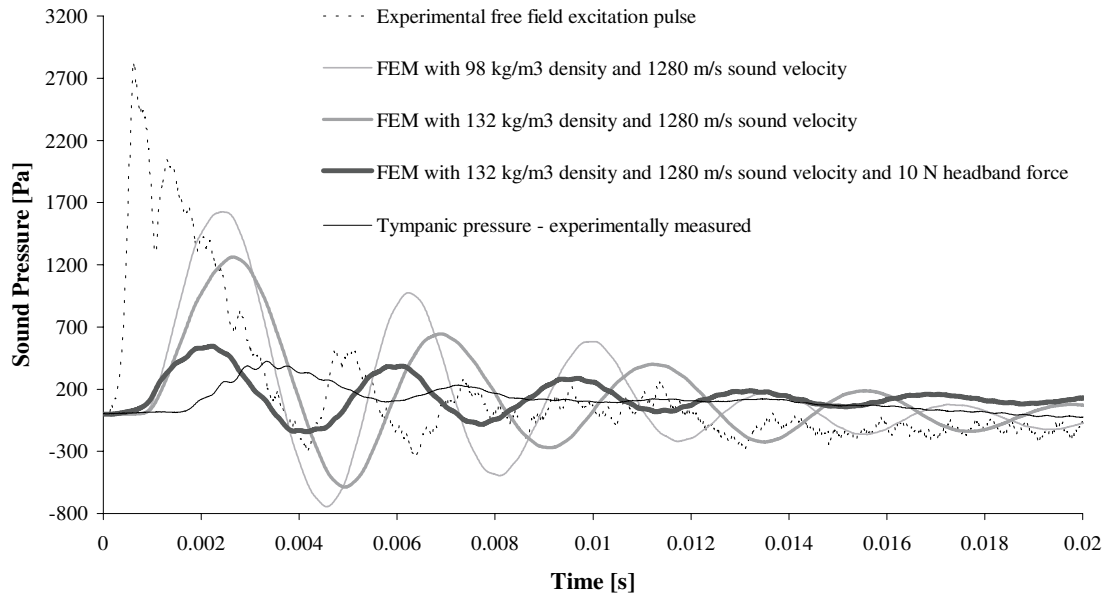 Experimental free field excitation pulse
FEM with 98 kg/m3 density and 1280 m/s sound velocity
FEM with 132 kg/m3 density and 1280 m/s sound velocity
FEM with 132 kg/m3 density and 1280 m/s sound velocity and 10 N headband force
Tympanic pressure - experimentally measured
Sound Pressure [Pa]
3200
2700
2200
1700
1200
700
200
-300
-800
0 0.002 0.004 0.006 0.008 0.01 0.012 0.014 0.016 0.018 0.02
Time [s]